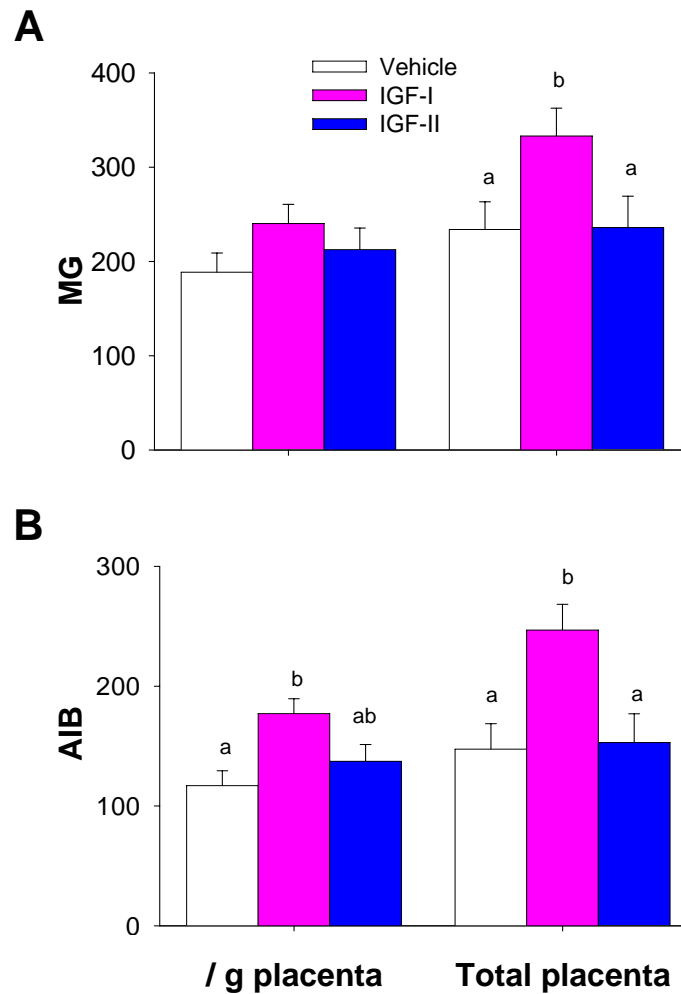 A
Vehicle
IGF-I
IGF-II
400
300
200
100
0
MG
a
b
a
B
300
200
100
0
AIB
a
b
ab
a
b
a
/ g placenta
Total placenta